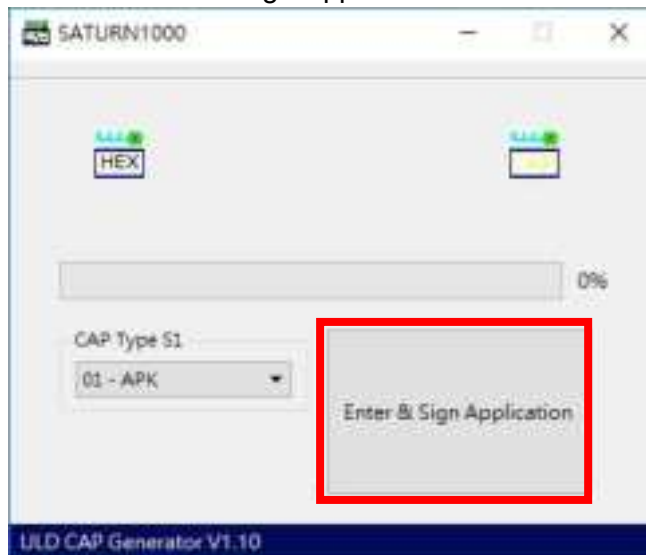 SATURN1000
HEX
0%
CAP Type S1
01 - APK
Enter & Sign Application
ULD CAP Generator V1.10